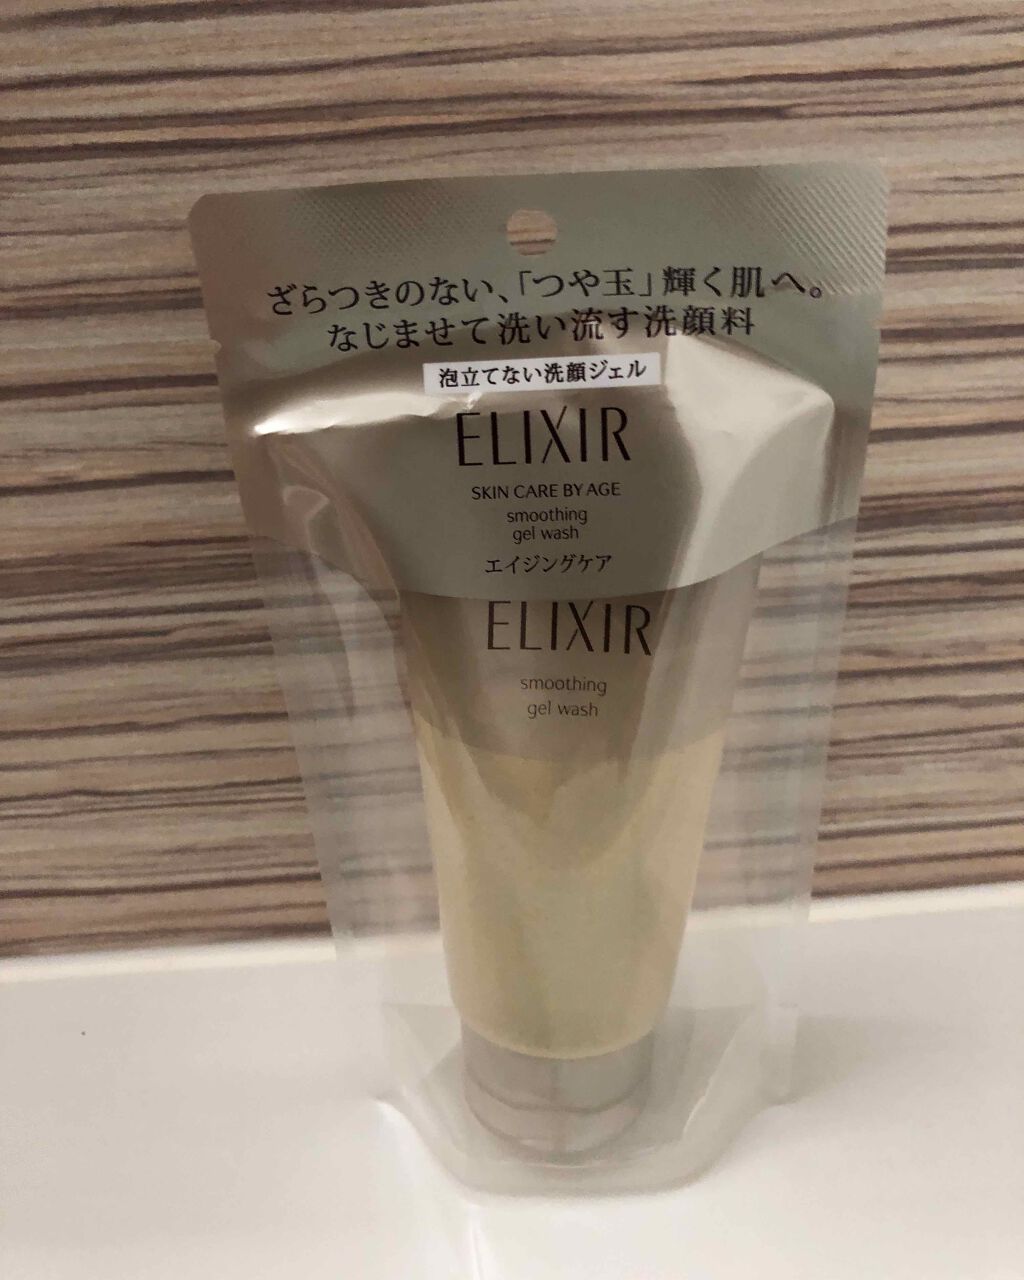 ざらつきのない、「つや玉」輝く肌へ。
なじませて洗い流す洗顔料
泡立てない洗顔ジェル
ELIXIR
SKIN CARE BY AGE
smoothing
gel wash
エイジングケア
ELIXIR
smoothing
gel wash